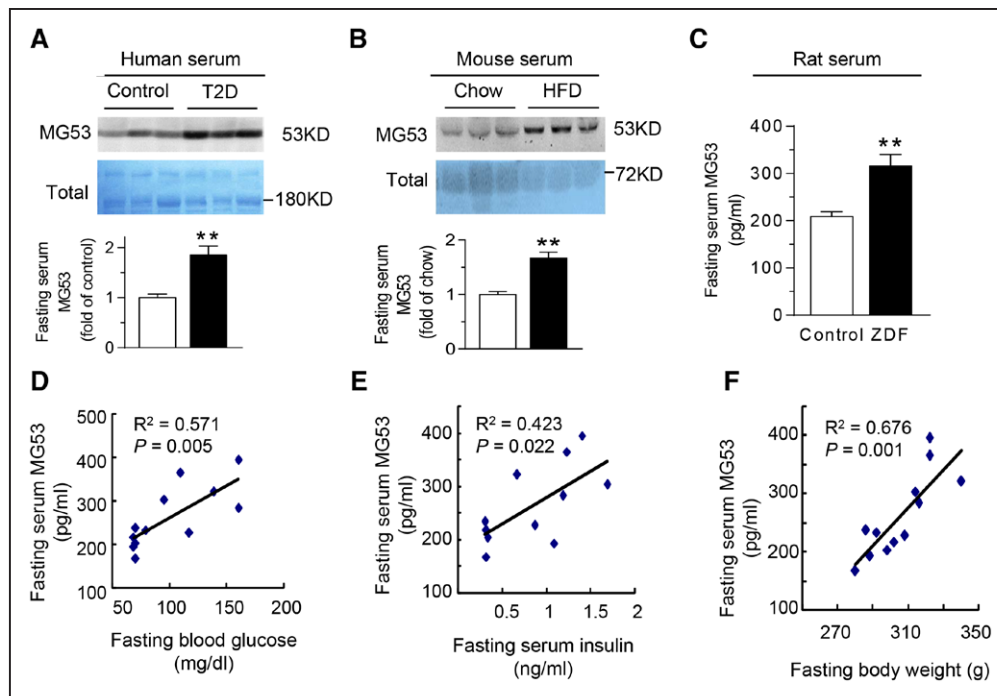 A
Human serum
Control T2D
MG53 53KD
Total 180KD
Fasting serum
MG53
(fold of control)
2
1
0
**
B
Mouse serum
Chow HFD
MG53 53KD
Total 72KD
Fasting serum
MG53
(fold of chow)
2
1
0
**
C
Rat serum
Fasting serum MG53
(pg/ml)
400
300
200
100
0
**
Control ZDF
D
Fasting serum MG53
(pg/ml)
500
400
300
200
100
R² = 0.571
P = 0.005
50 100 150 200
Fasting blood glucose
(mg/dl)
E
Fasting serum MG53
(pg/ml)
400
300
200
100
R² = 0.423
P = 0.022
0.5 1 1.5 2
Fasting serum insulin
(ng/ml)
F
Fasting serum MG53
(pg/ml)
400
300
200
100
R² = 0.676
P = 0.001
270 310 350
Fasting body weight (g)